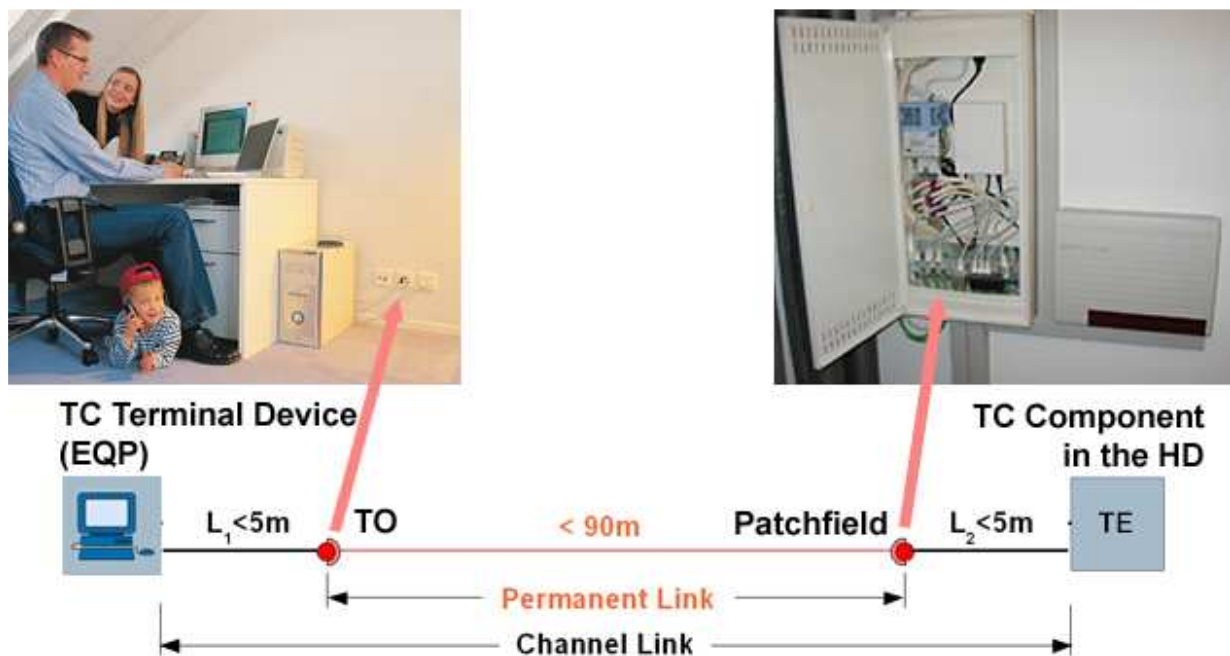 TC Terminal Device
(EQP)
TC Component
in the HD
L1<5m
TO
< 90m
Patchfield
L2<5m
TE
Permanent Link
Channel Link